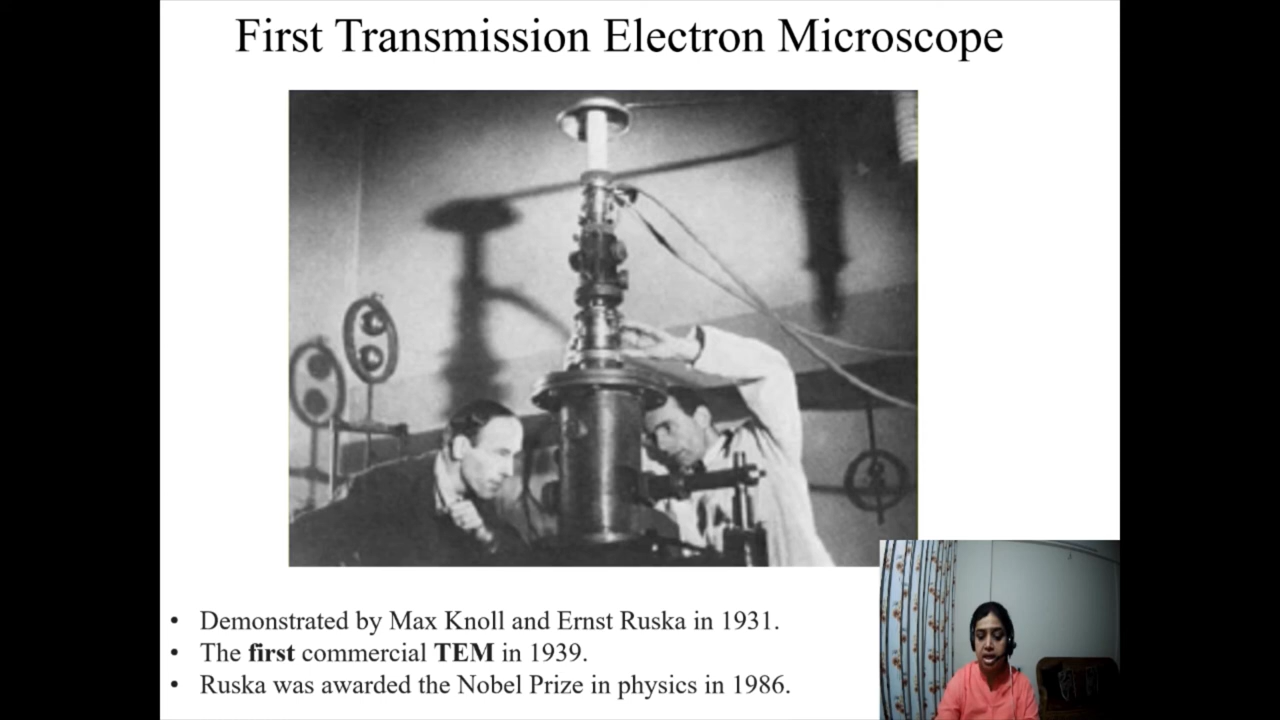 First Transmission Electron Microscope
• Demonstrated by Max Knoll and Ernst Ruska in 1931.
• The first commercial TEM in 1939.
• Ruska was awarded the Nobel Prize in physics in 1986.